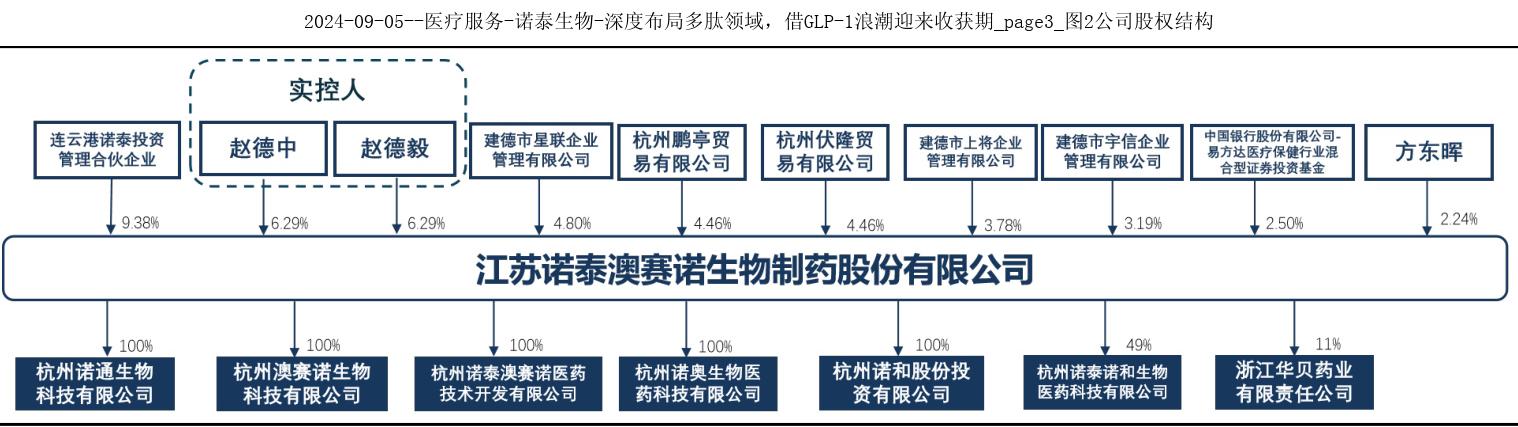 2024-09-05--医疗服务-诺泰生物-深度布局多肽领域，借GLP-1浪潮迎来收获期_page3_图2公司股权结构
实控人
连云港诺泰投资
管理合伙企业
赵德中
赵德毅
建德市星联企业
管理有限公司
杭州鹏亭贸
易有限公司
杭州伏隆贸
易有限公司
建德市上将企业
管理有限公司
建德市宇信企业
管理有限公司
中国银行股份有限公司-
易方达医疗保健行业混
合型证券投资基金
方东晖
9.38%
6.29%
6.29%
4.80%
4.46%
4.46%
3.78%
3.19%
2.50%
2.24%
江苏诺泰澳赛诺生物制药股份有限公司
100%
100%
100%
100%
100%
49%
11%
杭州诺通生物
科技有限公司
杭州澳赛诺生物
科技有限公司
杭州诺泰澳赛诺医药
技术开发有限公司
杭州诺奥生物医
药科技有限公司
杭州诺和股份投
资有限公司
杭州诺泰诺和生物
医药科技有限公司
浙江华贝药业
有限责任公司